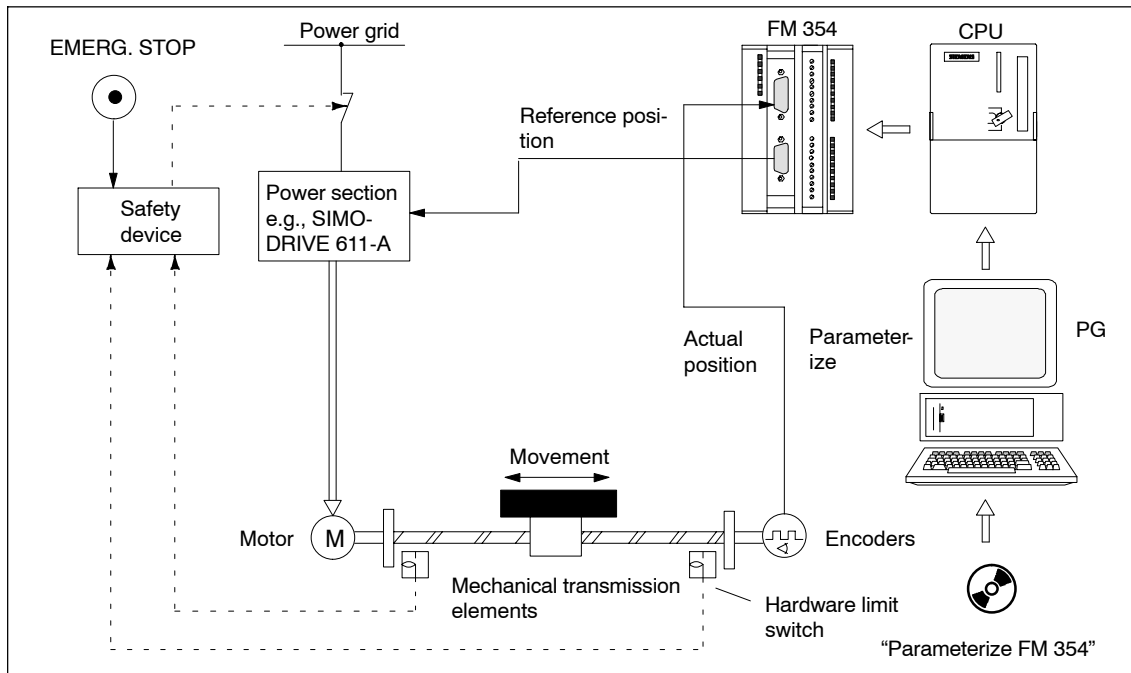 EMERG. STOP
Power grid
FM 354
CPU
SIEMENS
Reference posi-
tion
Safety
device
Power section
e.g., SIMO-
DRIVE 611-A
Actual
position
Parameter-
ize
PG
Movement
Motor
M
Encoders
Mechanical transmission
elements
Hardware limit
switch
“Parameterize FM 354”